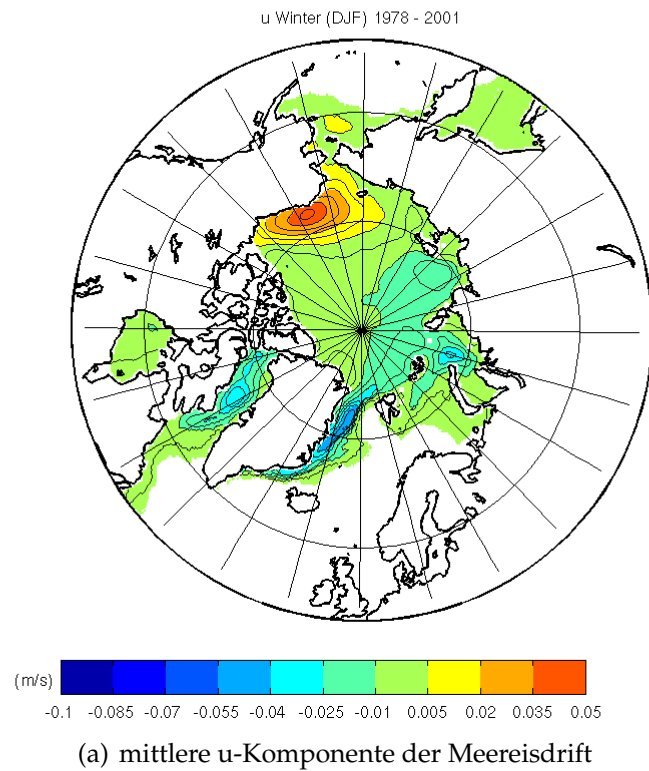 u Winter (DJF) 1978 - 2001
(m/s)
-0.1 -0.085 -0.07 -0.055 -0.04 -0.025 -0.01 0.005 0.02 0.035 0.05
(a) mittlere u-Komponente der Meereisdrift